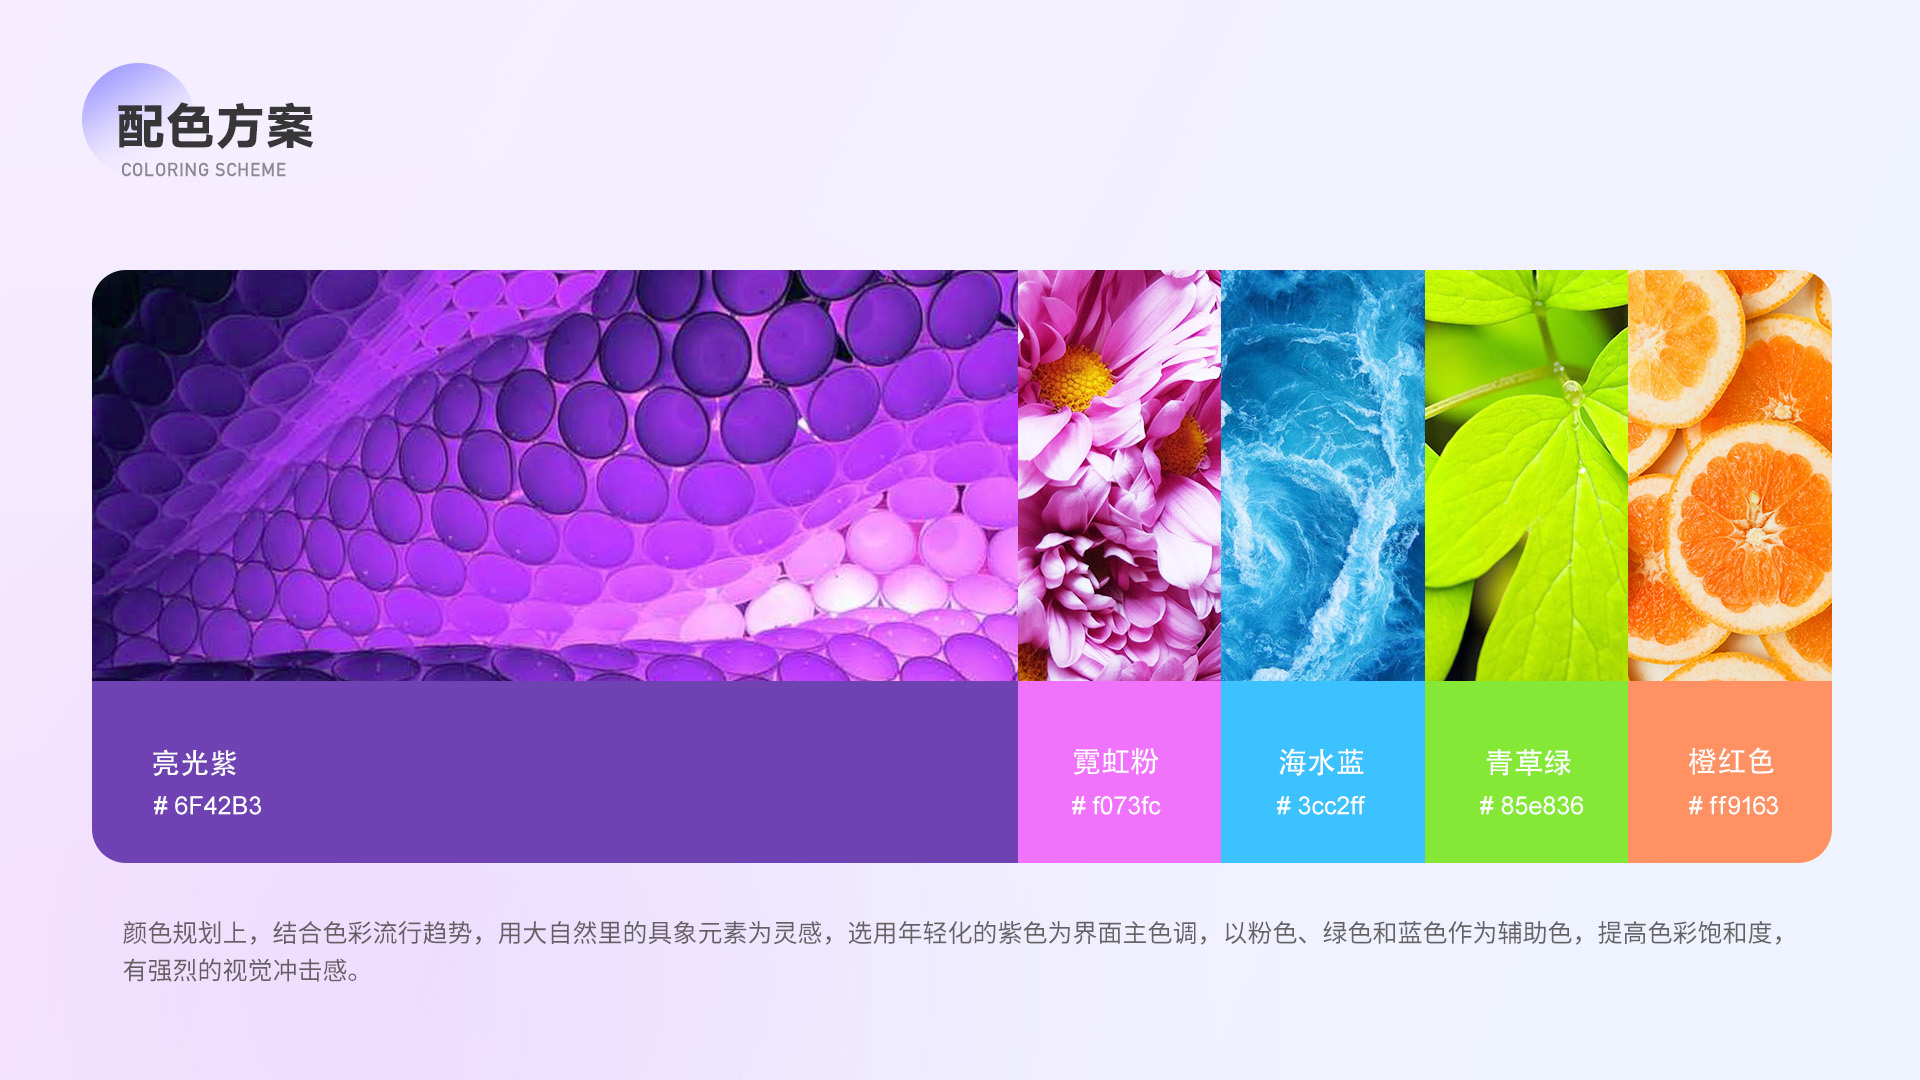 配色方案
COLORING SCHEME
亮光紫
# 6F42B3
霓虹粉
# f073fc
海水蓝
# 3cc2ff
青草绿
# 85e836
橙红色
# ff9163
颜色规划上，结合色彩流行趋势，用大自然里的具象元素为灵感，选用年轻化的紫色为界面主色调，以粉色、绿色和蓝色作为辅助色，提高色彩饱和度，
有强烈的视觉冲击感。